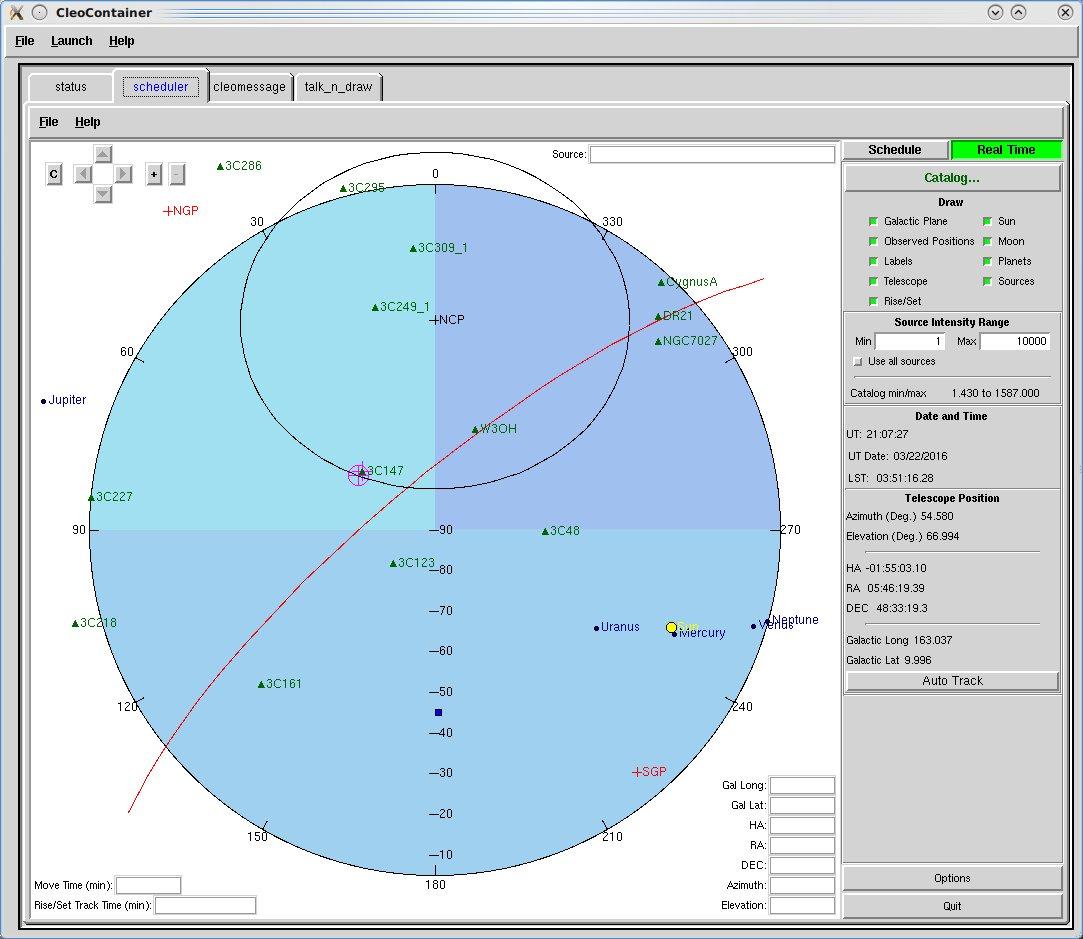 CleoContainer
File Launch Help
status scheduler cleomessage talk_n_draw
File Help
C + - 3C286 Source: Schedule Real Time
Catalog...
3C295 0
NGP 30 330
Draw
Galactic Plane Sun
Observed Positions Moon
Labels Planets
Telescope Sources
Rise/Set
3C309_1
CygnusA
3C249_1 NCP DR21
NGC7027
60 300
Source Intensity Range
Min 1 Max 10000
Use all sources
Catalog min/max 1.430 to 1587.000
Jupiter
W3OH
3C147
3C227
Date and Time
UT: 21:07:27
UT Date: 03/22/2016
LST: 03:51:16.28
Telescope Position
Azimuth (Deg.) 54.580
Elevation (Deg.) 66.994
HA -01:55:03.10
RA 05:46:19.39
DEC 48:33:19.3
Galactic Long 163.037
Galactic Lat 9.996
Auto Track
90 90 3C48 270
3C123 80
70
3C218 Uranus Sun Mercury Venus Neptune
60
3C161 50
120 240
40
30 SGP
20
150 210
10
180
Gal Long:
Gal Lat:
HA:
RA:
DEC:
Move Time (min): Azimuth:
Rise/Set Track Time (min): Elevation:
Options
Quit